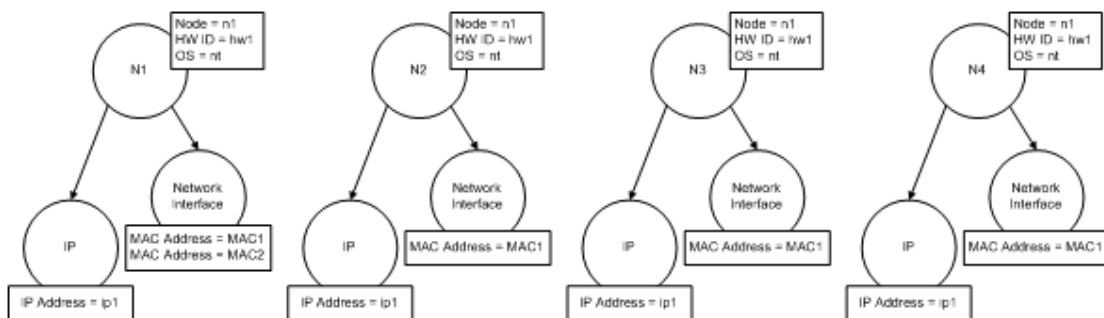 Node = n1
HW ID = hw1
OS = nt
N1
Network
Interface
MAC Address = MAC1
MAC Address = MAC2
IP
IP Address = ip1
Node = n1
HW ID = hw1
OS = nt
N2
Network
Interface
MAC Address = MAC1
IP
IP Address = ip1
Node = n1
HW ID = hw1
OS = nt
N3
Network
Interface
MAC Address = MAC1
IP
IP Address = ip1
Node = n1
HW ID = hw1
OS = nt
N4
Network
Interface
MAC Address = MAC1
IP
IP Address = ip1